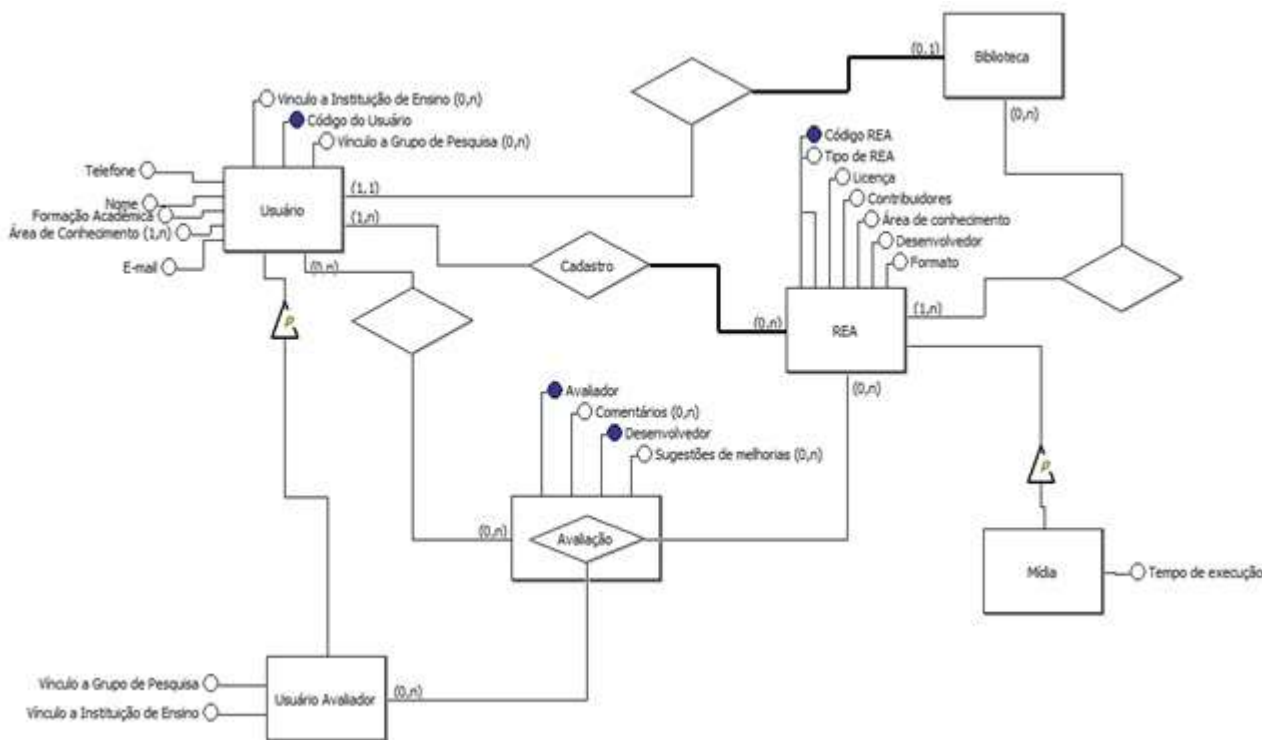 (0,1)
Biblioteca
(0,n)
Vinculo a Instituição de Ensino (0,n)
Código do Usuário
Vínculo a Grupo de Pesquisa (0,n)
Telefone
Nome
Formação Acadêmica
Área de Conhecimento (1,n)
E-mail
Usuário
(1,1)
(1,n)
(0,n)
p
Código REA
Tipo de REA
Licença
Contribuidores
Área de conhecimento
Desenvolvedor
Formato
Cadastro
(0,n)
REA
(1,n)
(0,n)
Avaliador
Comentários (0,n)
Desenvolvedor
Sugestões de melhorias (0,n)
(0,n)
Avaliação
p
Mídia
Tempo de execução
Vínculo a Grupo de Pesquisa
Vínculo a Instituição de Ensino
Usuário Avaliador
(0,n)